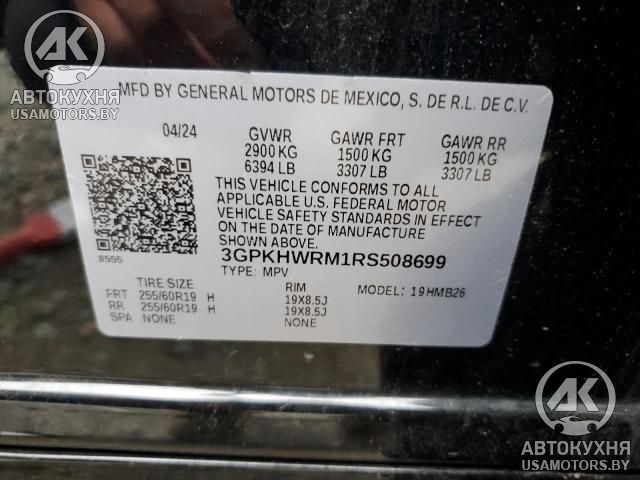 AK
АВТОКУХНЯ
USAMOTORS.BY
MFD BY GENERAL MOTORS DE MEXICO, S. DE R.L. DE C.V.
04/24 GVWR GAWR FRT GAWR RR
2900 KG 1500 KG 1500 KG
6394 LB 3307 LB 3307 LB
THIS VEHICLE CONFORMS TO ALL
APPLICABLE U.S. FEDERAL MOTOR
VEHICLE SAFETY STANDARDS IN EFFECT
ON THE DATE OF MANUFACTURE
SHOWN ABOVE.
8555 3GPKHWRM1RS508699
TYPE: MPV
TIRE SIZE RIM MODEL: 19HMB26
FRT 255/60R19 H 19X8.5J
RR 255/60R19 H 19X8.5J
SPA NONE NONE
AK
АВТОКУХНЯ
USAMOTORS.BY